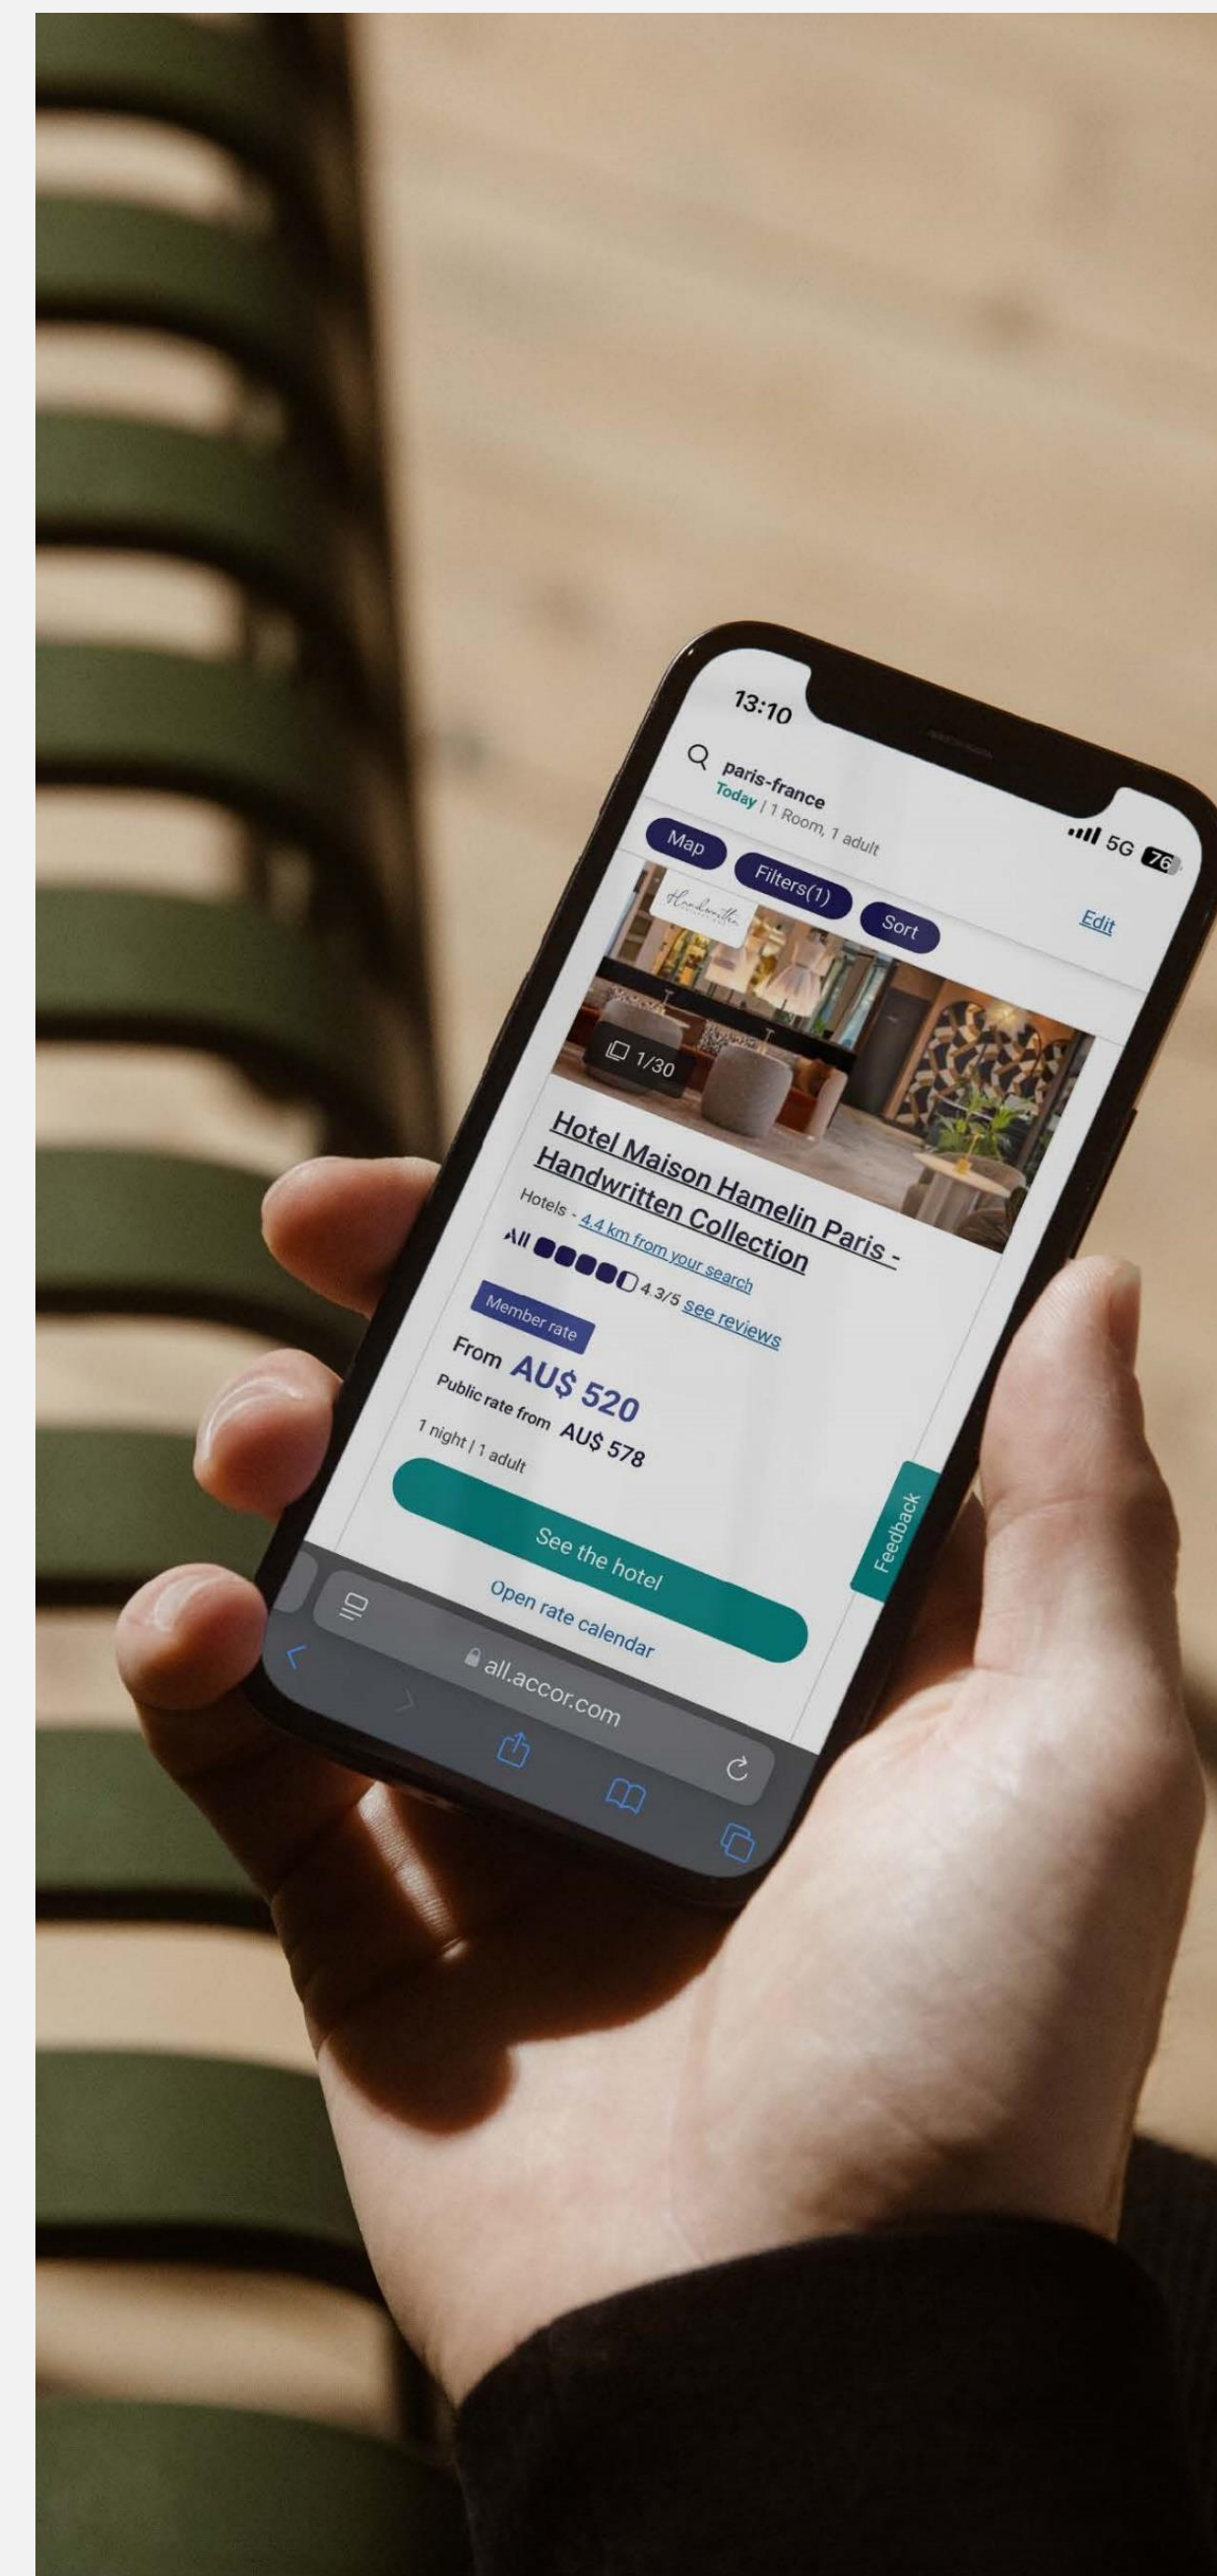 13:10
5G 76
paris-france
Today | 1 Room, 1 adult
Edit
Map
Filters(1)
Sort
Handwritten
1/30
Hotel Maison Hamelin Paris -
Handwritten Collection
Hotels - 4.4 km from your search
All 4.3/5 see reviews
Member rate
From AU$ 520
Public rate from AU$ 578
1 night | 1 adult
See the hotel
Feedback
Open rate calendar
all.accor.com